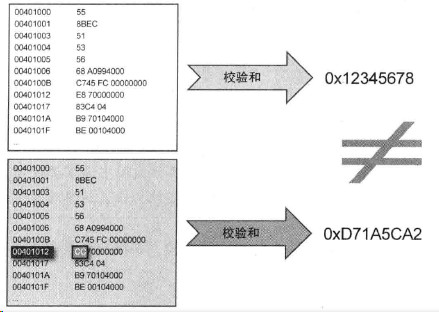 00401000 55
00401001 8BEC
00401003 51
00401004 53
00401005 56
00401006 68 A0994000
0040100B C745 FC 00000000
00401012 E8 70000000
00401017 83C4 04
0040101A B9 70104000
0040101F BE 00104000
..
校验和
0x12345678
≠
00401000 55
00401001 8BEC
00401003 51
00401004 53
00401005 56
00401006 68 A0994000
0040100B C745 FC 00000000
00401012 CC 70000000
00401017 83C4 04
0040101A B9 70104000
0040101F BE 00104000
..
校验和
0xD71A5CA2